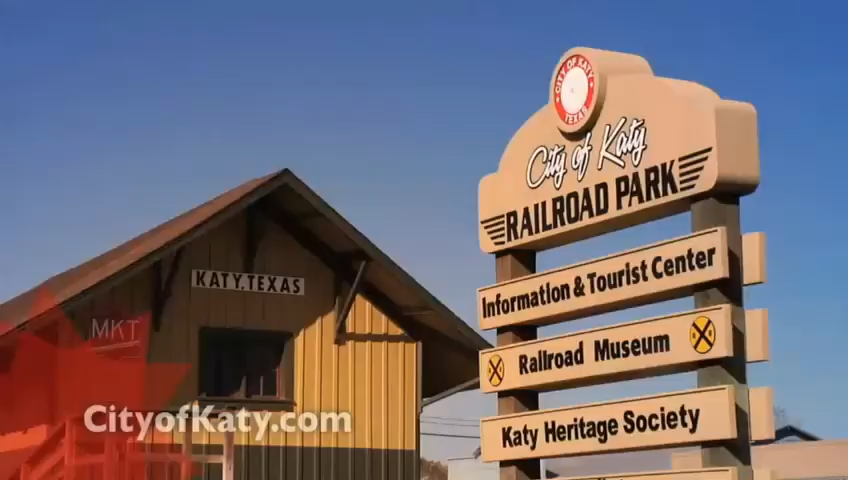 CITY OF KATY
TEXAS
City of Katy
RAILROAD PARK
Information & Tourist Center
Railroad Museum
Katy Heritage Society
KATY, TEXAS
MKT
CityofKaty.com